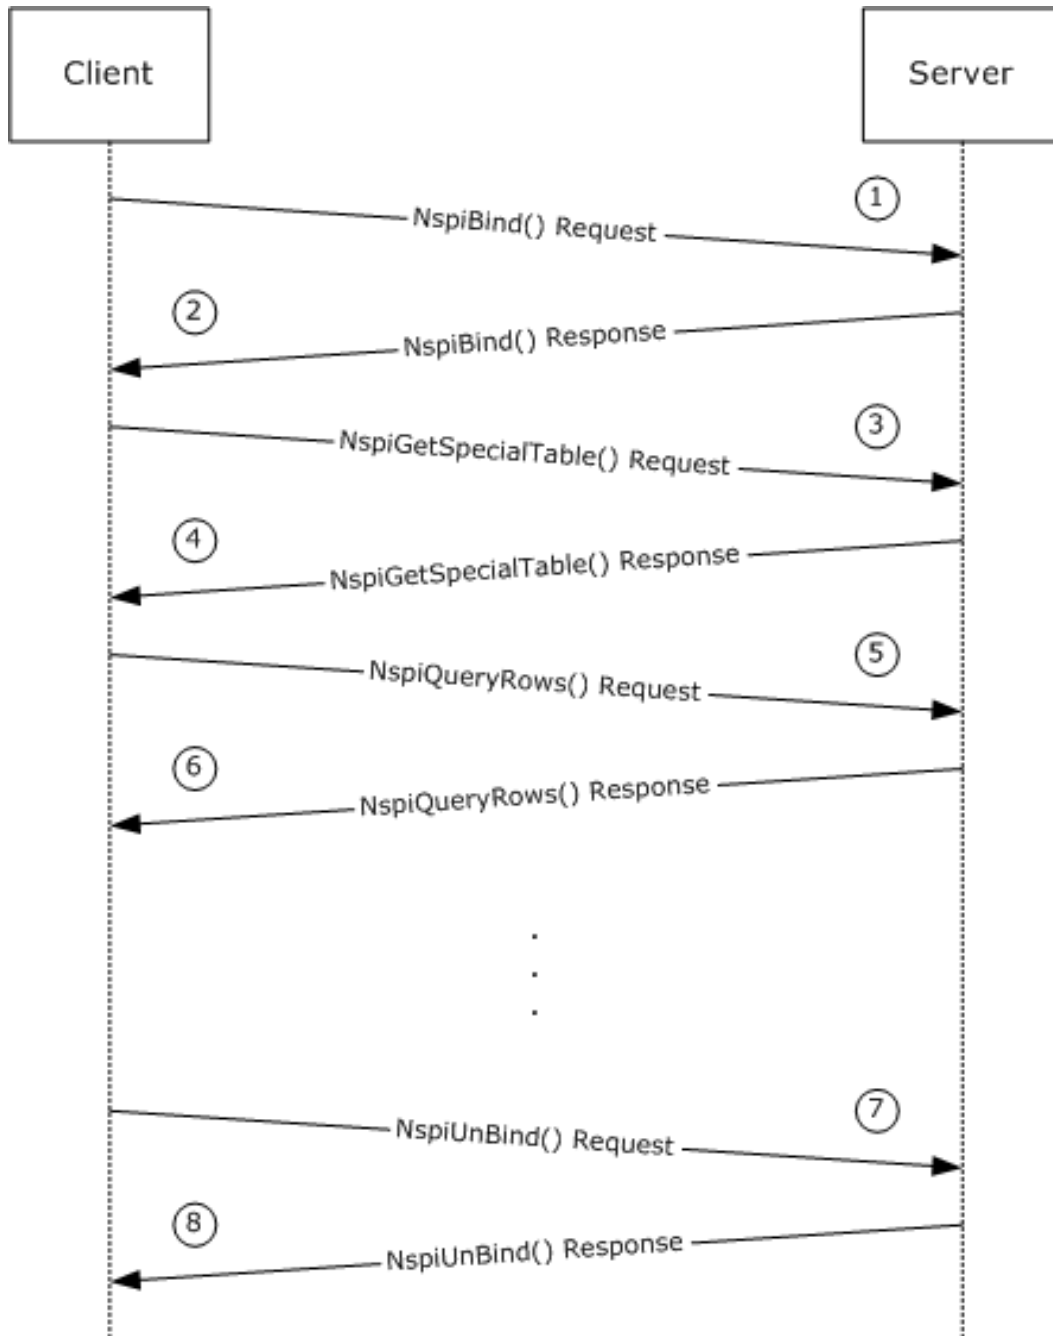 Client
Server
1
NspiBind() Request
2
NspiBind() Response
3
NspiGetSpecialTable() Request
4
NspiGetSpecialTable() Response
5
NspiQueryRows() Request
6
NspiQueryRows() Response
.
.
.
7
NspiUnBind() Request
8
NspiUnBind() Response